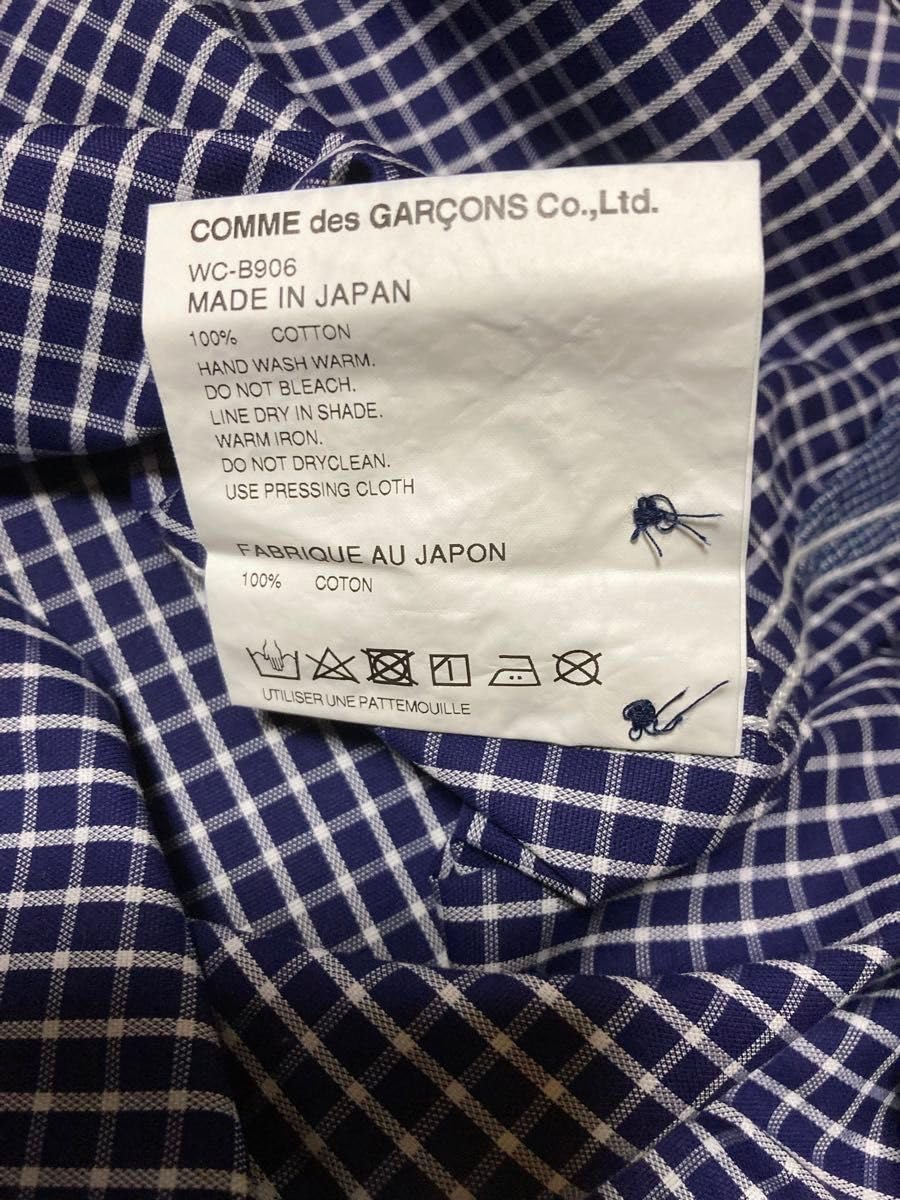 COMME des GARÇONS Co.,Ltd.
WC-B906
MADE IN JAPAN
100% COTTON
HAND WASH WARM.
DO NOT BLEACH.
LINE DRY IN SHADE.
WARM IRON.
DO NOT DRYCLEAN.
USE PRESSING CLOTH
FABRIQUE AU JAPON
100% COTON
UTILISER UNE PATTEMOUILLE